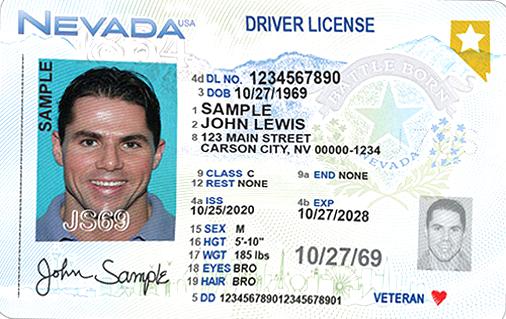 NEVADA USA DRIVER LICENSE
SAMPLE
4d DL NO. 1234567890
3 DOB 10/27/1969
1 SAMPLE
2 JOHN LEWIS
8 123 MAIN STREET
CARSON CITY, NV 00000-1234
BATTLE BORN
NEVADA
9 CLASS C 9a END NONE
12 REST NONE
4a ISS 4b EXP
10/25/2020 10/27/2028
15 SEX M
16 HGT 5'-10"
17 WGT 185 lbs
18 EYES BRO
19 HAIR BRO
10/27/69
JS69
John Sample
5 DD 123456789012345678901
VETERAN